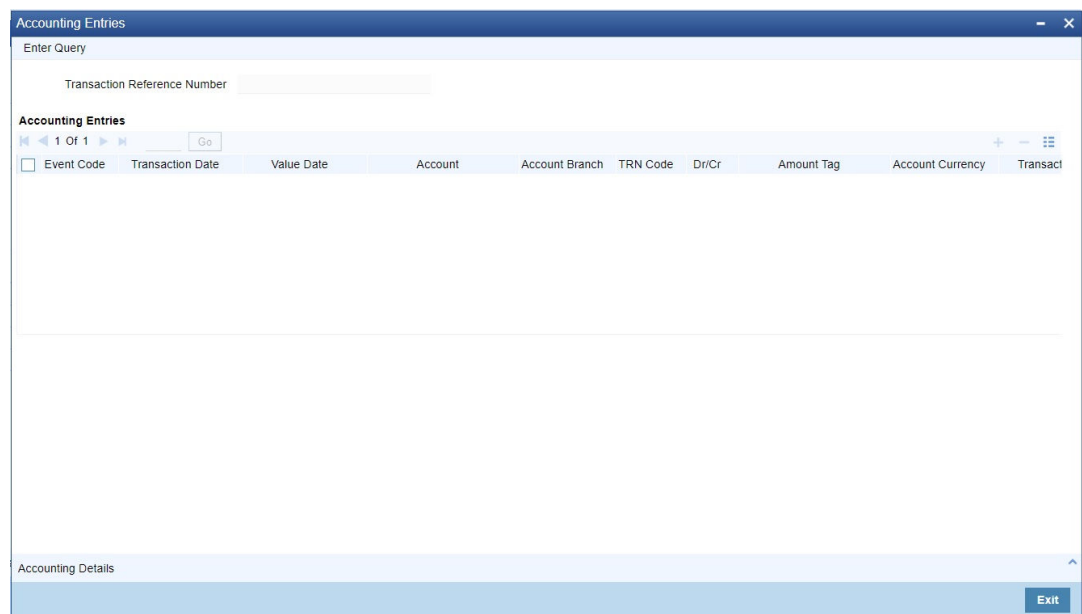 Accounting Entries
Enter Query
Transaction Reference Number
Accounting Entries
1 Of 1 Go
Event Code Transaction Date Value Date Account Account Branch TRN Code Dr/Cr Amount Tag Account Currency Transact
Accounting Details
Exit